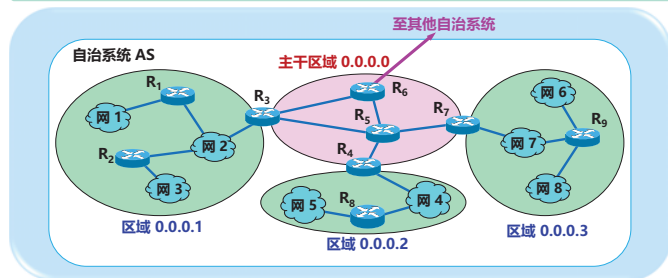 至其他自治系统
自治系统 AS
主干区域 0.0.0.0
R1
R3
R6
R7
网 6
网 1
R5
R9
R2
网 2
R4
网 7
网 3
R8
网 5
网 4
网 8
区域 0.0.0.1
区域 0.0.0.2
区域 0.0.0.3